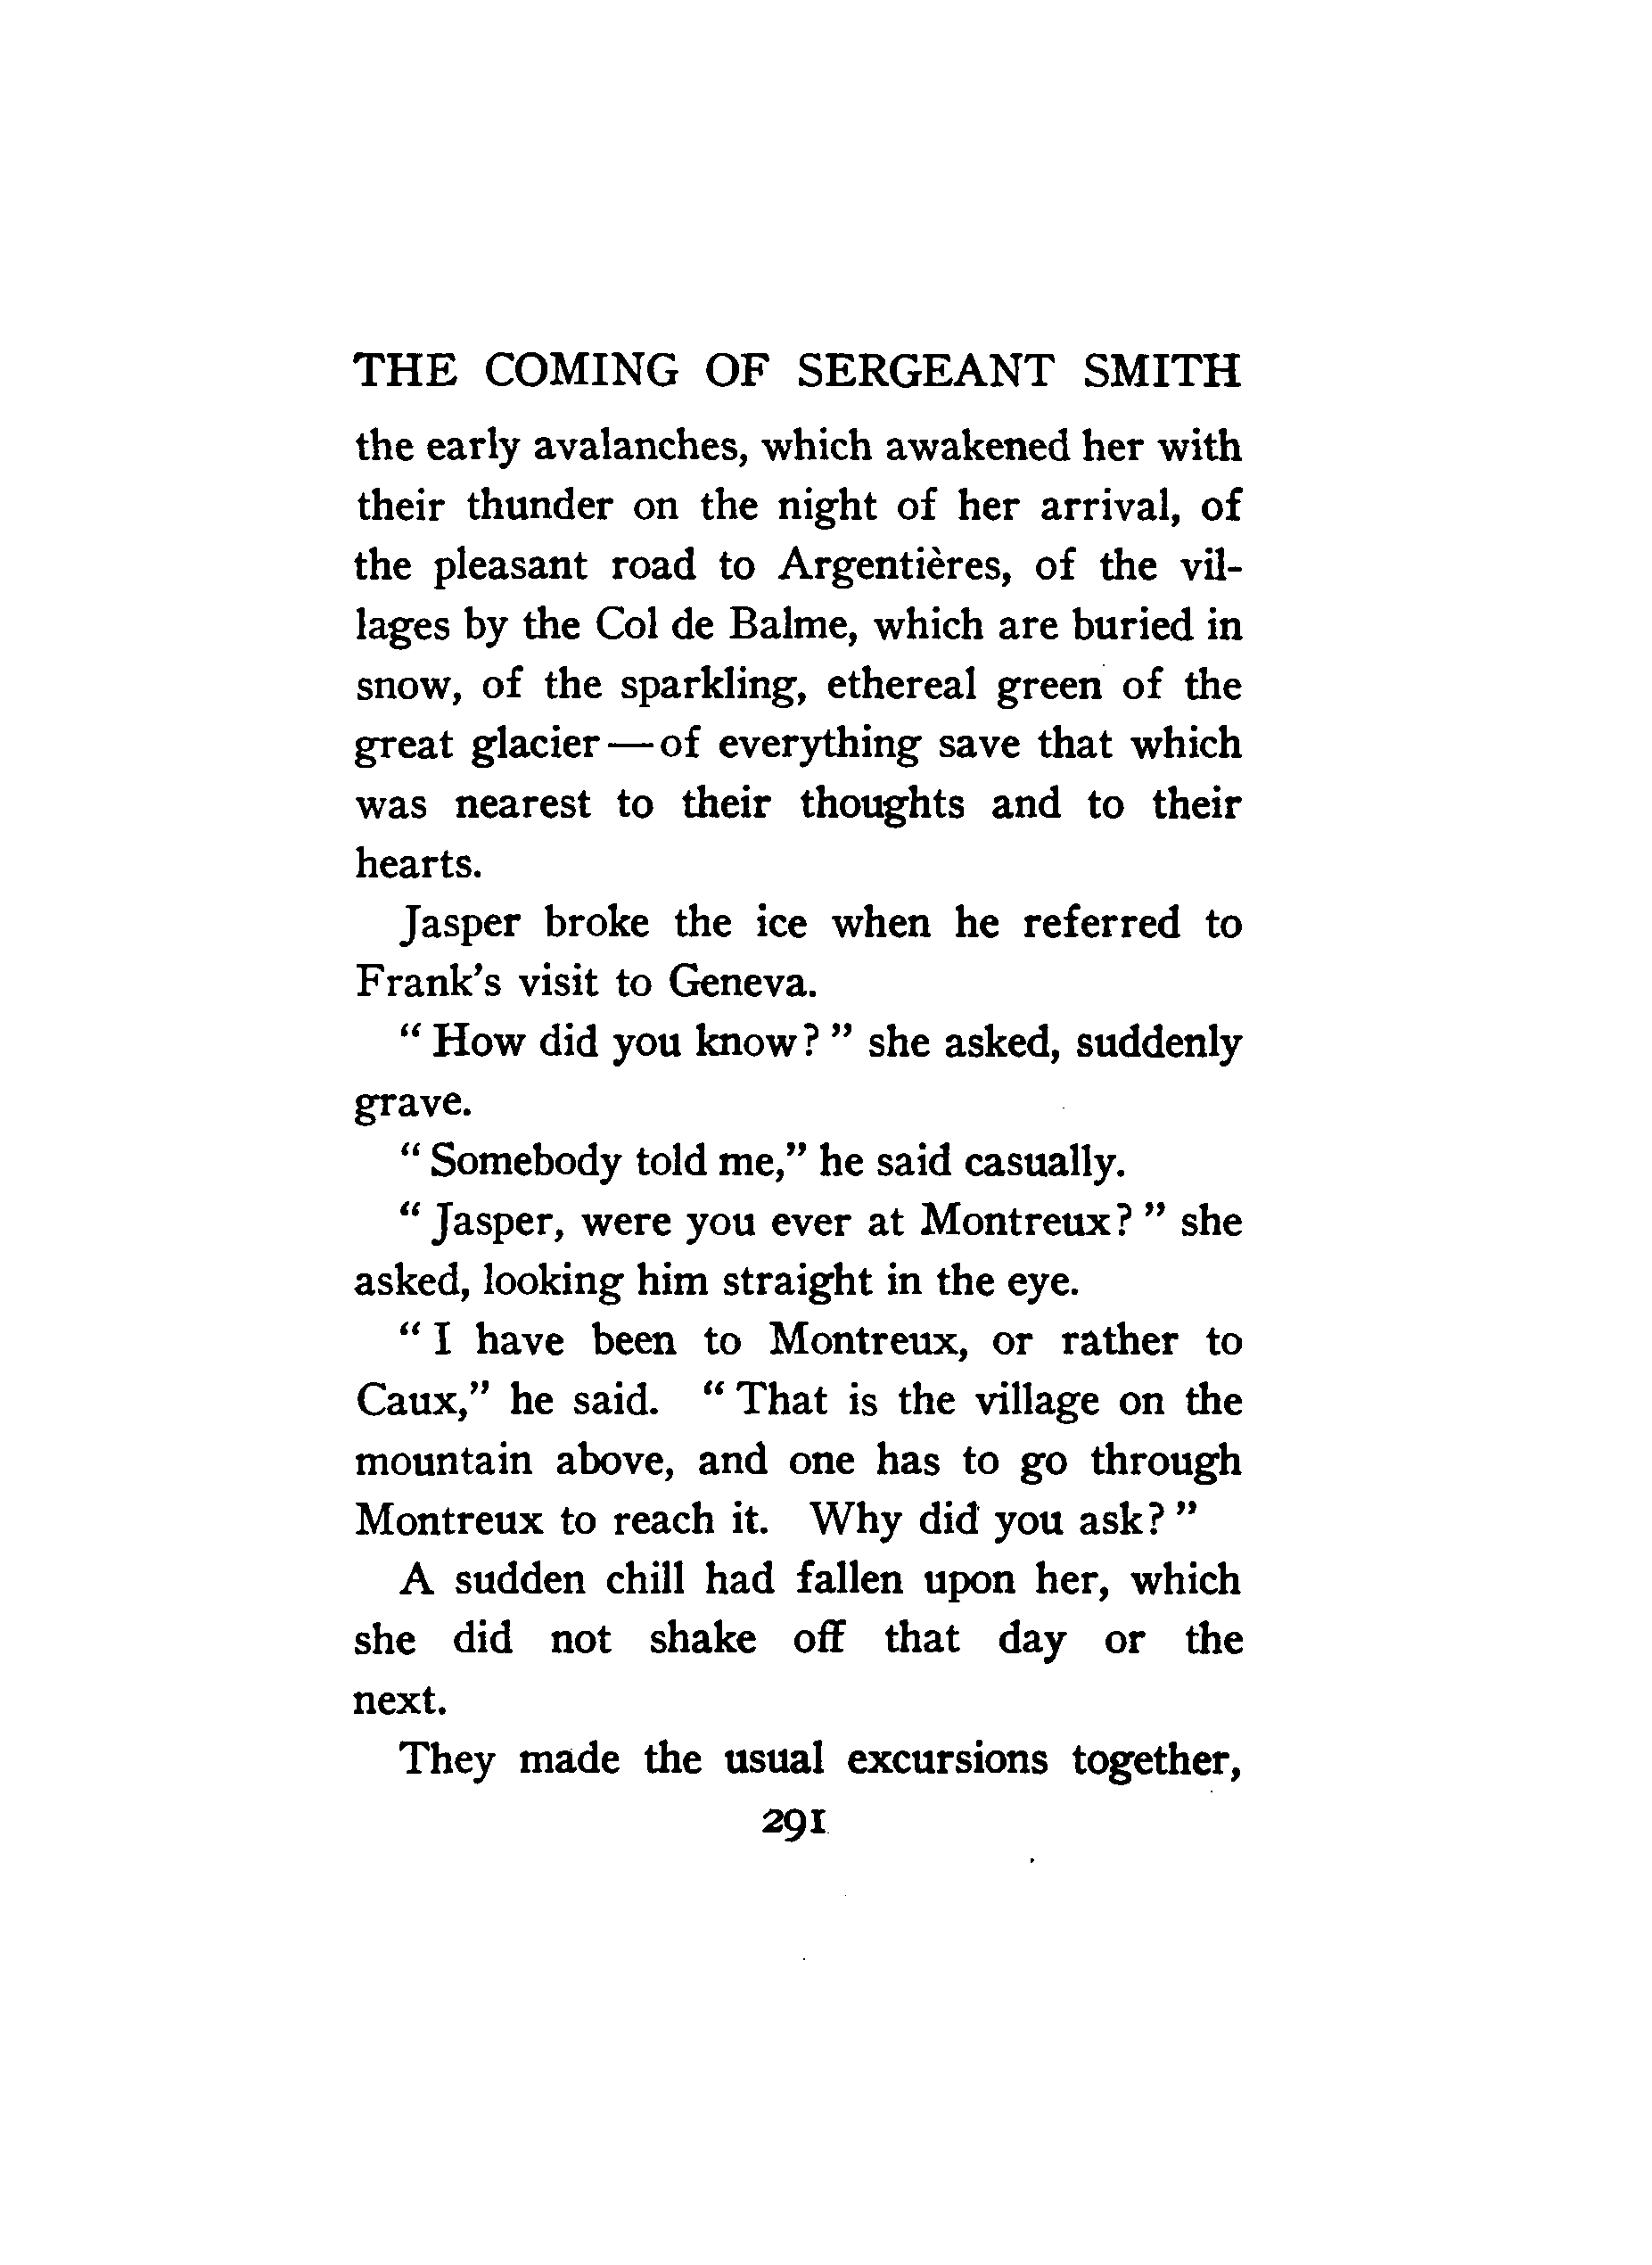 THE COMING OF SERGEANT SMITH
the early avalanches, which awakened her with
their thunder on the night of her arrival, of
the pleasant road to Argentières, of the vil-
lages by the Col de Balme, which are buried in
snow, of the sparkling, ethereal green of the
great glacier—of everything save that which
was nearest to their thoughts and to their
hearts.
Jasper broke the ice when he referred to
Frank's visit to Geneva.
" How did you know? " she asked, suddenly
grave.
" Somebody told me," he said casually.
" Jasper, were you ever at Montreux? " she
asked, looking him straight in the eye.
" I have been to Montreux, or rather to
Caux," he said. " That is the village on the
mountain above, and one has to go through
Montreux to reach it. Why did you ask? "
A sudden chill had fallen upon her, which
she did not shake off that day or the
next.
They made the usual excursions together,
291